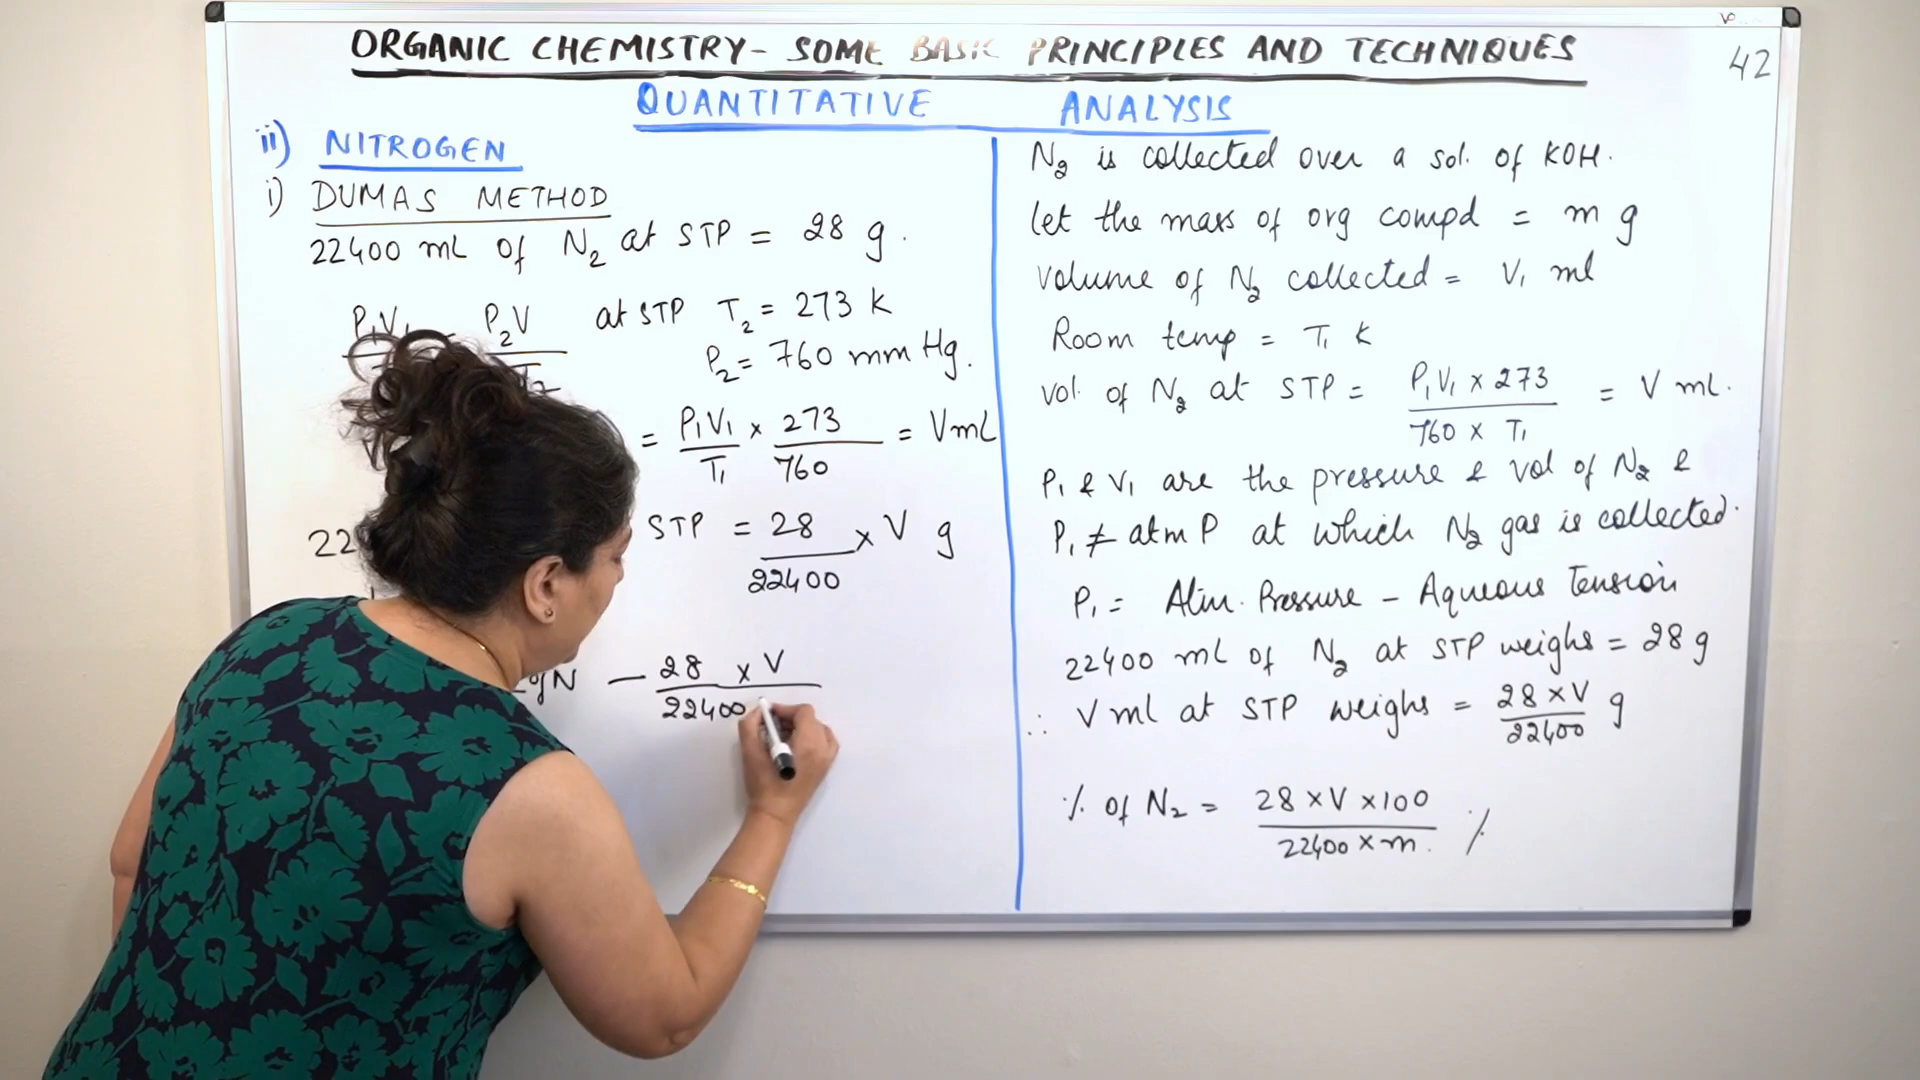 ORGANIC CHEMISTRY - SOME BASIC PRINCIPLES AND TECHNIQUES
42
QUANTITATIVE ANALYSIS
ii) NITROGEN
i) DUMAS METHOD
22400 mL of N2 at STP = 28 g.
P1V1 = P2V at STP T2 = 273 K
P2 = 760 mm Hg.
= P1V1 x 273 = V mL
T1 760
22 STP = 28 x V g
22400
of N — 28 x V
22400
N2 is collected over a sol. of KOH.
let the mass of org compd = m g
volume of N2 collected = V1 ml
Room temp = T1 K
vol. of N2 at STP = P1V1 x 273 = V ml.
760 x T1
P1 & V1 are the pressure & vol of N2 &
P1 ≠ atm P at which N2 gas is collected.
P1 = Atm. Pressure - Aqueous Tension
22400 ml of N2 at STP weighs = 28 g
∴ V ml at STP weighs = 28 x V g
22400
% of N2 = 28 x V x 100 %
22400 x m.